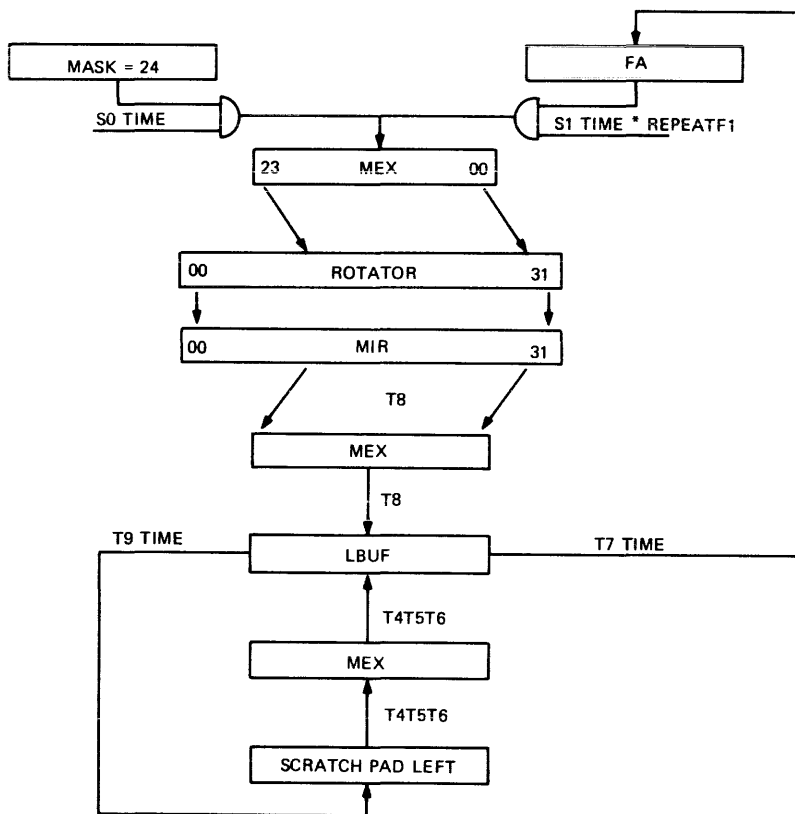 MASK = 24
FA
S0 TIME
S1 TIME * REPEATF1
23 MEX 00
00 ROTATOR 31
00 MIR 31
T8
MEX
T8
T9 TIME
LBUF
T7 TIME
T4T5T6
MEX
T4T5T6
SCRATCH PAD LEFT